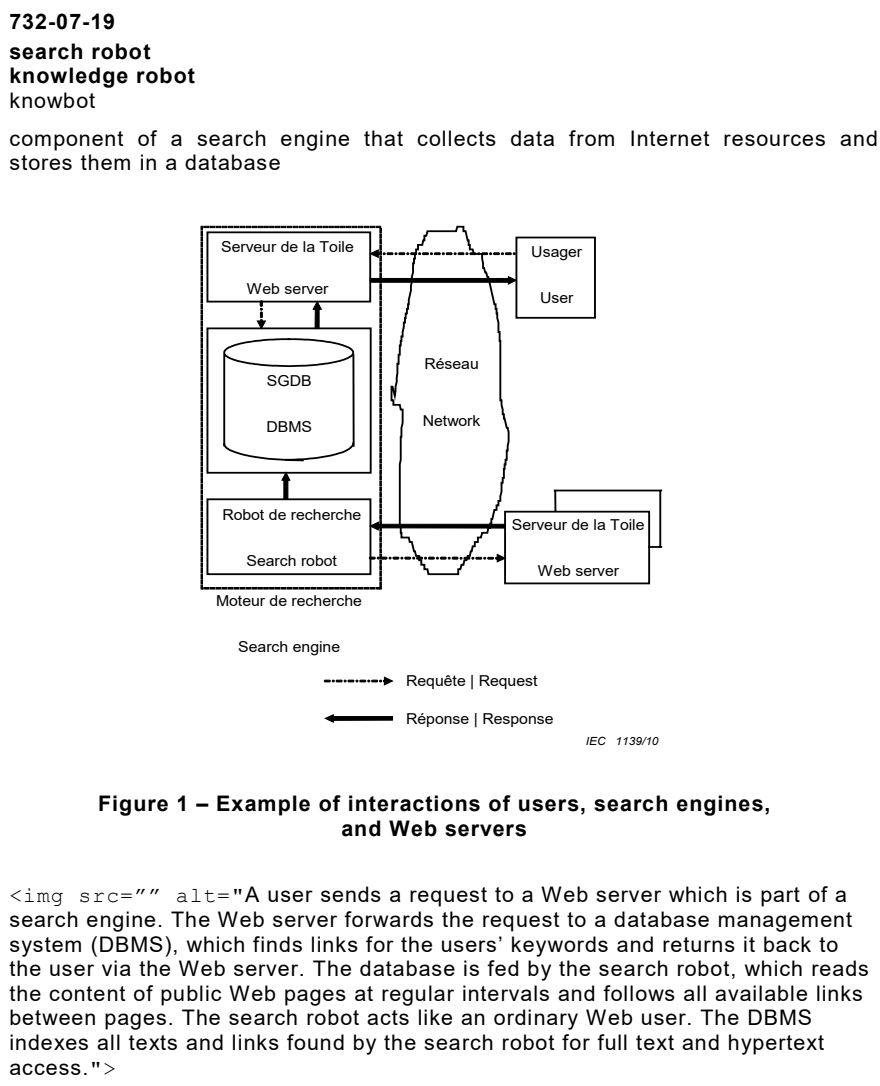 732-07-19
search robot
knowledge robot
knowbot
component of a search engine that collects data from Internet resources and
stores them in a database
Serveur de la Toile
Web server
Usager
User
SGDB
DBMS
Réseau
Network
Robot de recherche
Search robot
Serveur de la Toile
Web server
Moteur de recherche
Search engine
Requête | Request
Réponse | Response
IEC 1139/10
Figure 1 – Example of interactions of users, search engines,
and Web servers
<img src="" alt="A user sends a request to a Web server which is part of a
search engine. The Web server forwards the request to a database management
system (DBMS), which finds links for the users’ keywords and returns it back to
the user via the Web server. The database is fed by the search robot, which reads
the content of public Web pages at regular intervals and follows all available links
between pages. The search robot acts like an ordinary Web user. The DBMS
indexes all texts and links found by the search robot for full text and hypertext
access.">